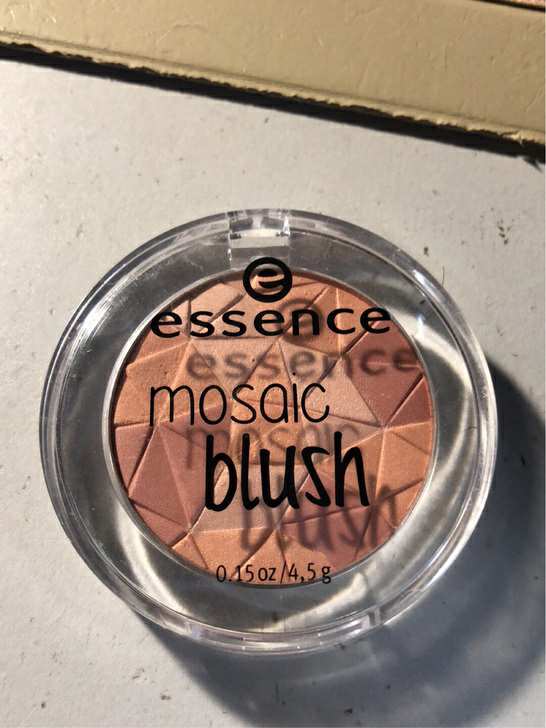 essence
mosaic
blush
0.15 oz/4,5 g